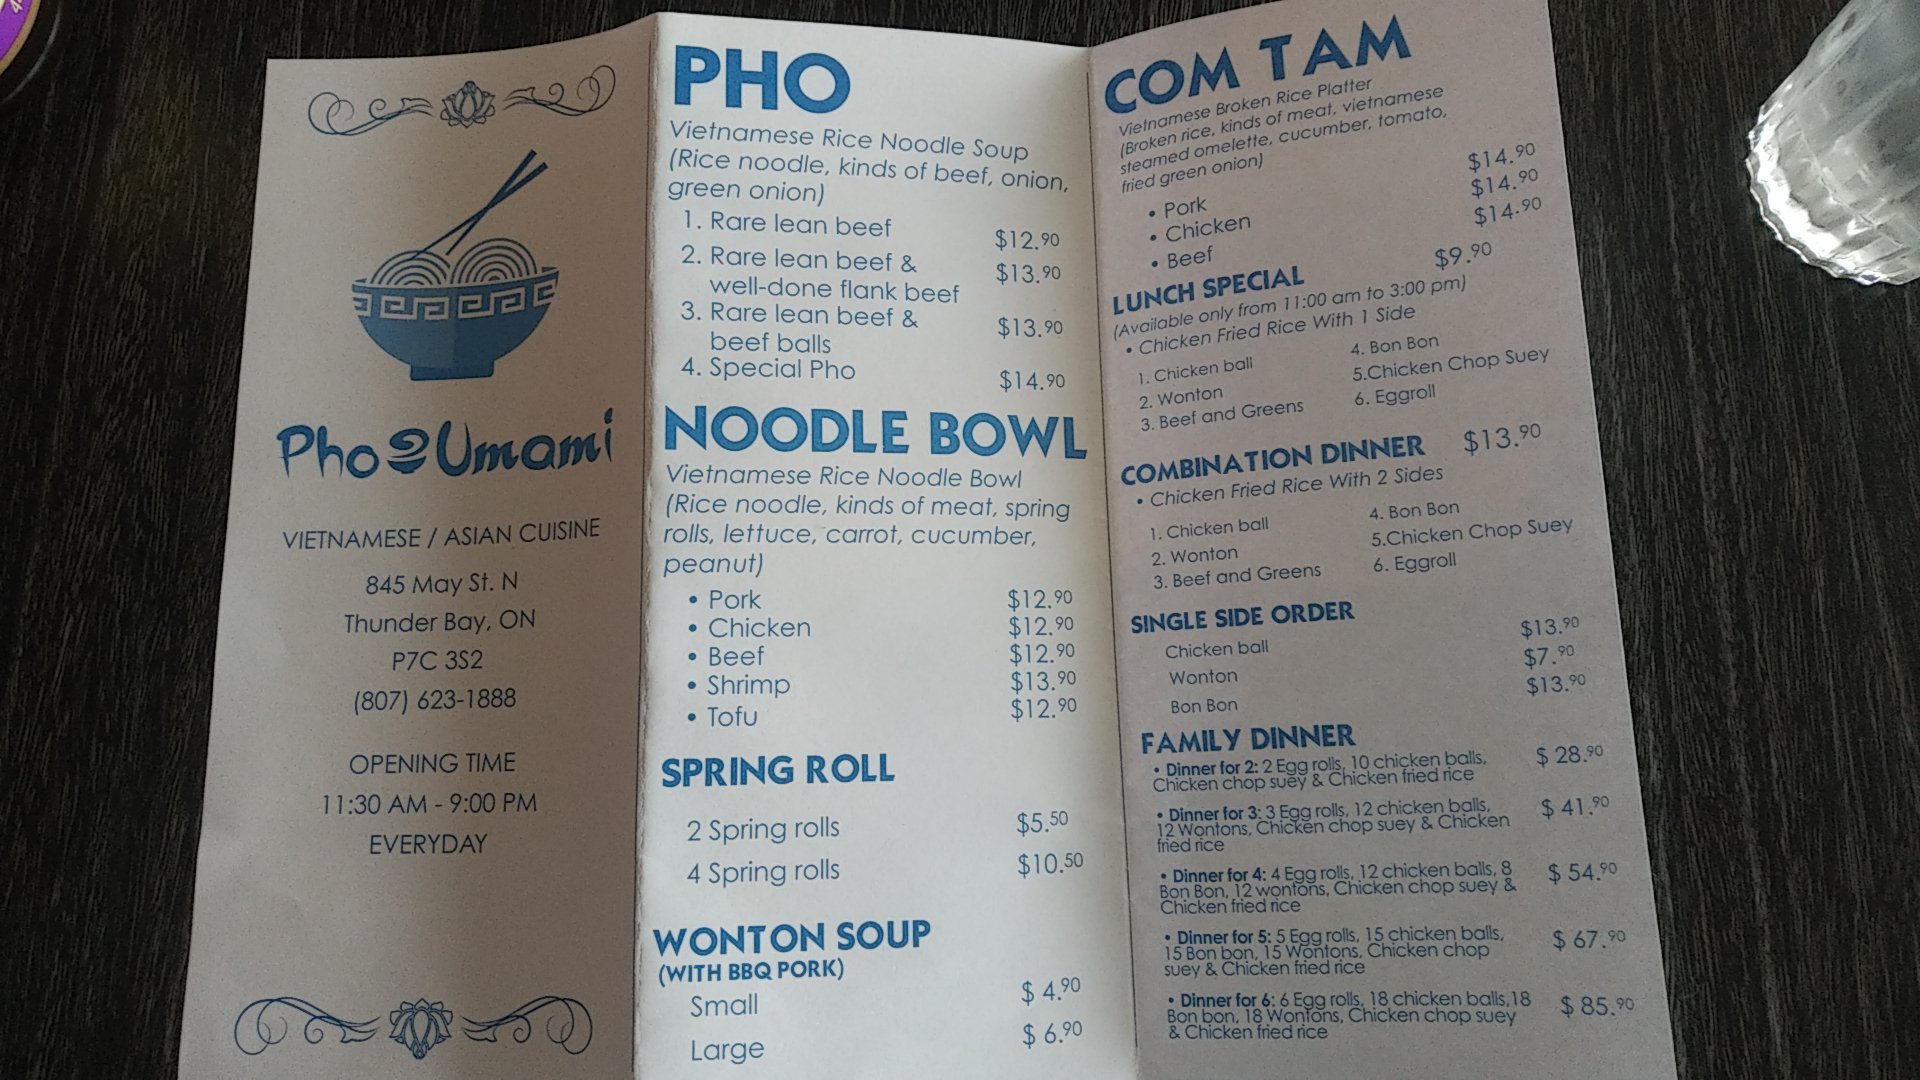 Pho Umami
VIETNAMESE / ASIAN CUISINE
845 May St. N
Thunder Bay, ON
P7C 3S2
(807) 623-1888
OPENING TIME
11:30 AM - 9:00 PM
EVERYDAY
PHO
Vietnamese Rice Noodle Soup
(Rice noodle, kinds of beef, onion,
green onion)
1. Rare lean beef $12.90
2. Rare lean beef & $13.90
well-done flank beef
3. Rare lean beef & $13.90
beef balls
4. Special Pho $14.90
NOODLE BOWL
Vietnamese Rice Noodle Bowl
(Rice noodle, kinds of meat, spring
rolls, lettuce, carrot, cucumber,
peanut)
• Pork $12.90
• Chicken $12.90
• Beef $12.90
• Shrimp $13.90
• Tofu $12.90
SPRING ROLL
2 Spring rolls $5.50
4 Spring rolls $10.50
WONTON SOUP
(WITH BBQ PORK)
Small $ 4.90
Large $ 6.90
COM TAM
Vietnamese Broken Rice Platter
(Broken rice, kinds of meat, vietnamese
steamed omelette, cucumber, tomato,
fried green onion)
• Pork $14.90
• Chicken $14.90
• Beef $14.90
LUNCH SPECIAL $9.90
(Available only from 11:00 am to 3:00 pm)
• Chicken Fried Rice With 1 Side
1. Chicken ball 4. Bon Bon
2. Wonton 5.Chicken Chop Suey
3. Beef and Greens 6. Eggroll
COMBINATION DINNER $13.90
• Chicken Fried Rice With 2 Sides
1. Chicken ball 4. Bon Bon
2. Wonton 5.Chicken Chop Suey
3. Beef and Greens 6. Eggroll
SINGLE SIDE ORDER
Chicken ball $13.90
Wonton $7.90
Bon Bon $13.90
FAMILY DINNER
• Dinner for 2: 2 Egg rolls, 10 chicken balls, $ 28.90
Chicken chop suey & Chicken fried rice
• Dinner for 3: 3 Egg rolls, 12 chicken balls, $ 41.90
12 Wontons, Chicken chop suey & Chicken
fried rice
• Dinner for 4: 4 Egg rolls, 12 chicken balls, 8 $ 54.90
Bon Bon, 12 wontons, Chicken chop suey &
Chicken fried rice
• Dinner for 5: 5 Egg rolls, 15 chicken balls, $ 67.90
15 Bon bon, 15 Wontons, Chicken chop
suey & Chicken fried rice
• Dinner for 6: 6 Egg rolls, 18 chicken balls,18 $ 85.90
Bon bon, 18 Wontons, Chicken chop suey
& Chicken fried rice